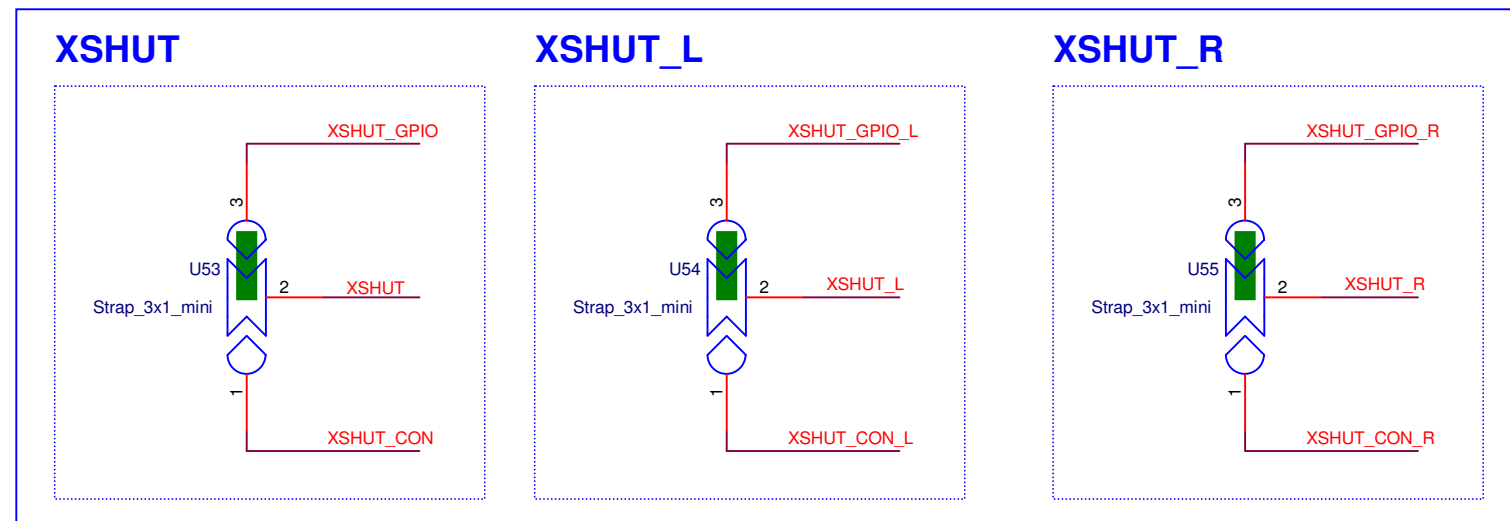 XSHUT
XSHUT_GPIO
3
U53
2
XSHUT
Strap_3x1_mini
1
XSHUT_CON
XSHUT_L
XSHUT_GPIO_L
3
U54
2
XSHUT_L
Strap_3x1_mini
1
XSHUT_CON_L
XSHUT_R
XSHUT_GPIO_R
3
U55
2
XSHUT_R
Strap_3x1_mini
1
XSHUT_CON_R